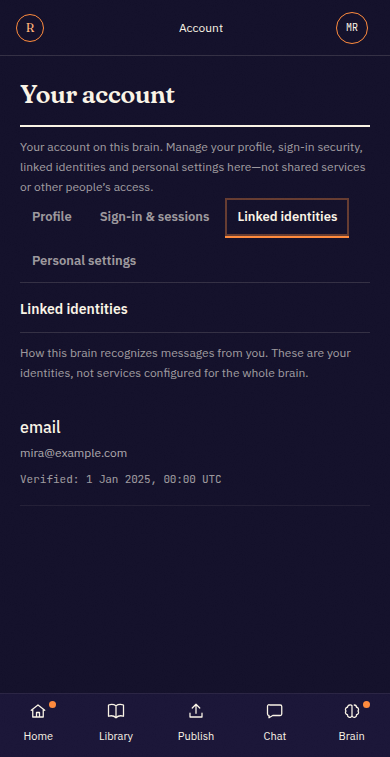 R
Account
MR
Your account
Your account on this brain. Manage your profile, sign-in security,
linked identities and personal settings here—not shared services
or other people’s access.
Profile
Sign-in & sessions
Linked identities
Personal settings
Linked identities
How this brain recognizes messages from you. These are your
identities, not services configured for the whole brain.
email
mira@example.com
Verified: 1 Jan 2025, 00:00 UTC
Home
Library
Publish
Chat
Brain